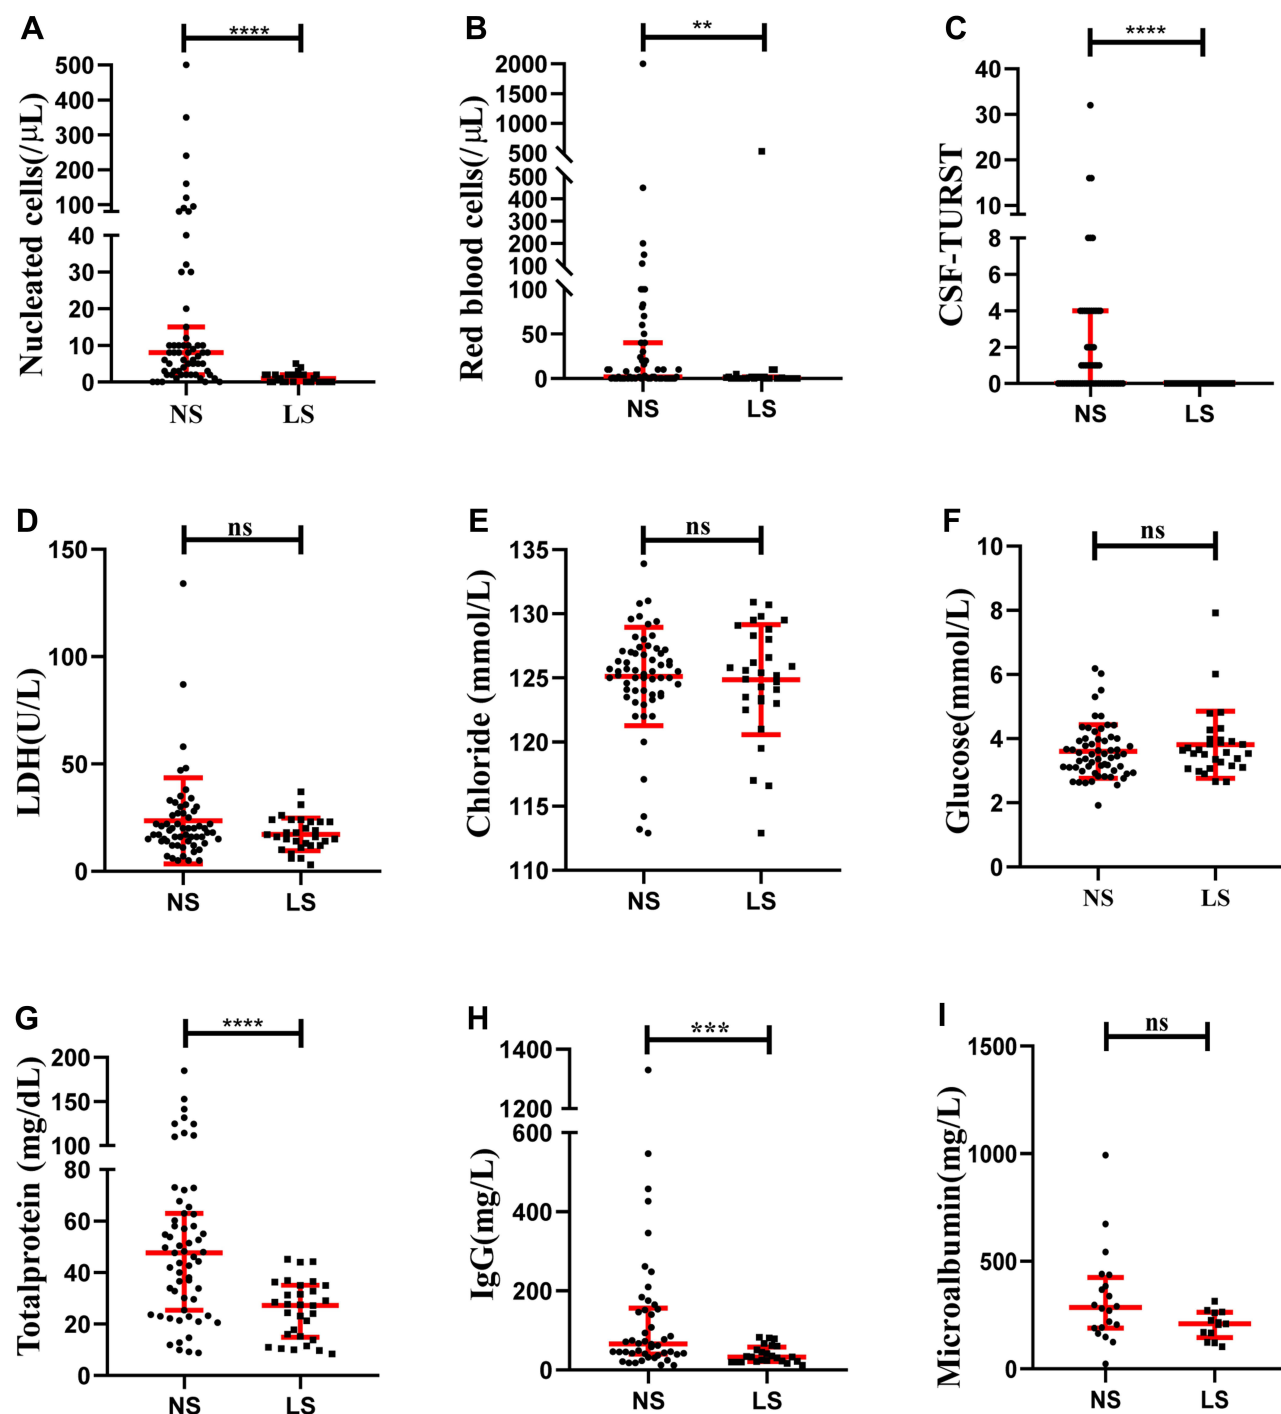 A
****
Nucleated cells(/μL)
500
400
300
200
100
40
30
20
10
0
NS
LS
B
**
Red blood cells(/μL)
2000
1500
1000
500
500
400
300
200
100
100
50
0
NS
LS
C
****
CSF-TURST
40
30
20
10
8
6
4
2
0
NS
LS
D
ns
LDH(U/L)
150
100
50
0
NS
LS
E
ns
Chloride (mmol/L)
135
130
125
120
115
110
NS
LS
F
ns
Glucose(mmol/L)
10
8
6
4
2
0
NS
LS
G
****
Totalprotein (mg/dL)
200
150
100
80
60
40
20
0
NS
LS
H
***
IgG(mg/L)
1400
1200
600
400
200
0
NS
LS
I
ns
Microalbumin(mg/L)
1500
1000
500
0
NS
LS